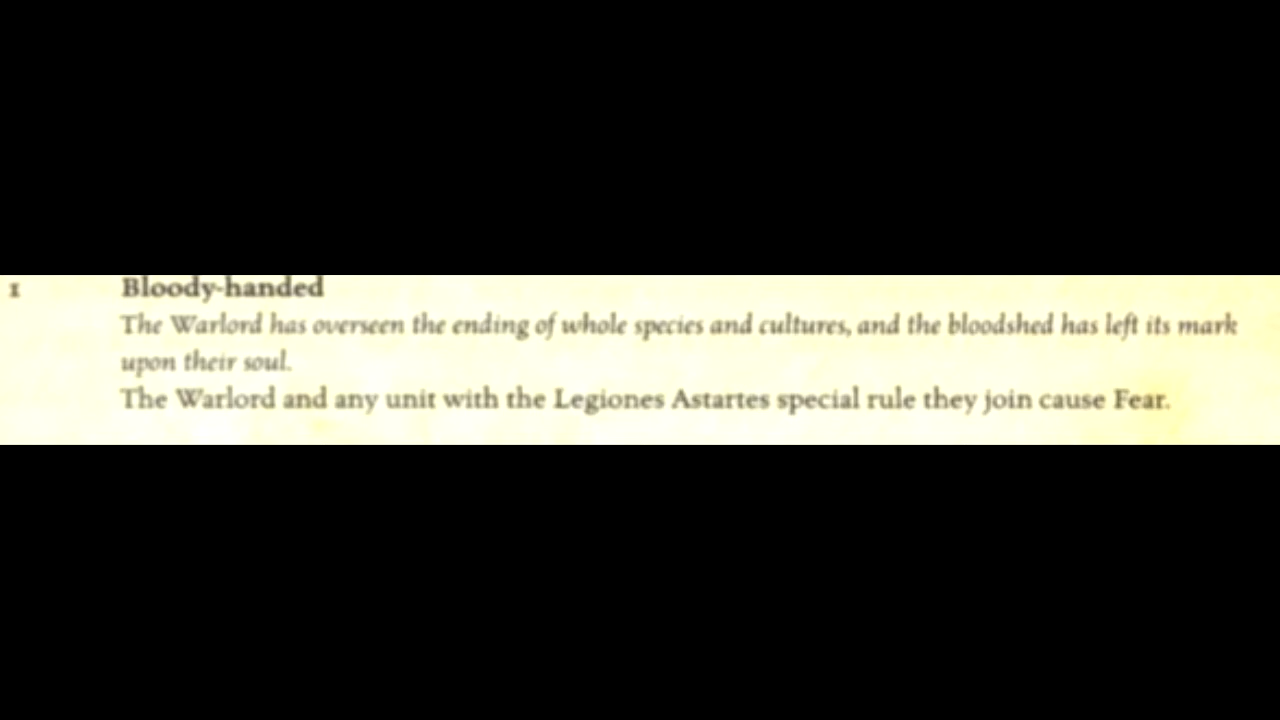 1 Bloody-handed
The Warlord has overseen the ending of whole species and cultures, and the bloodshed has left its mark
upon their soul.
The Warlord and any unit with the Legiones Astartes special rule they join cause Fear.